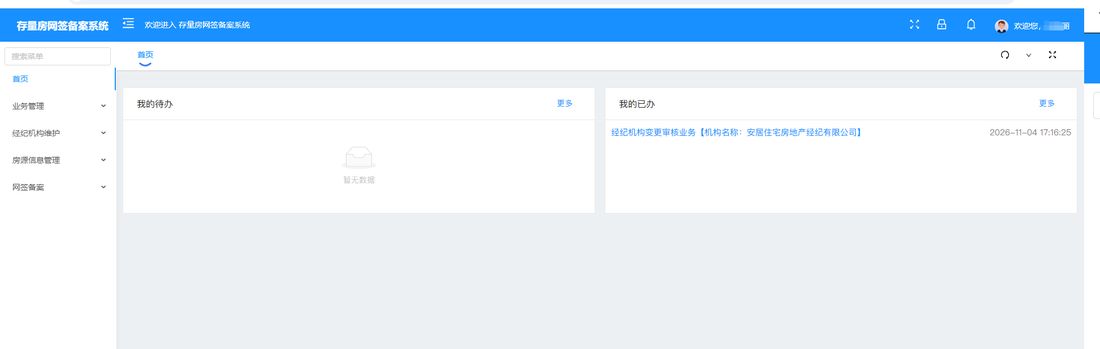 存量房网签备案系统
欢迎进入 存量房网签备案系统
欢迎您,
丽
搜索菜单
首页
首页
业务管理
经纪机构维护
房源信息管理
网签备案
我的待办
更多
暂无数据
我的已办
更多
经纪机构变更审核业务【机构名称：安居住宅房地产经纪有限公司】
2026-11-04 17:16:25